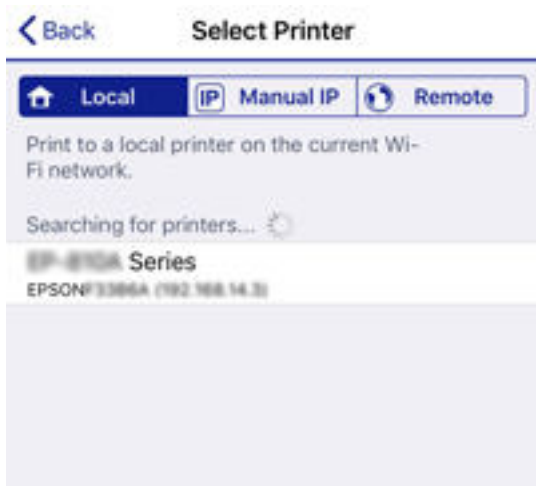 Back Select Printer
Local IP Manual IP Remote
Print to a local printer on the current Wi-
Fi network.
Searching for printers...
Series
EPSON